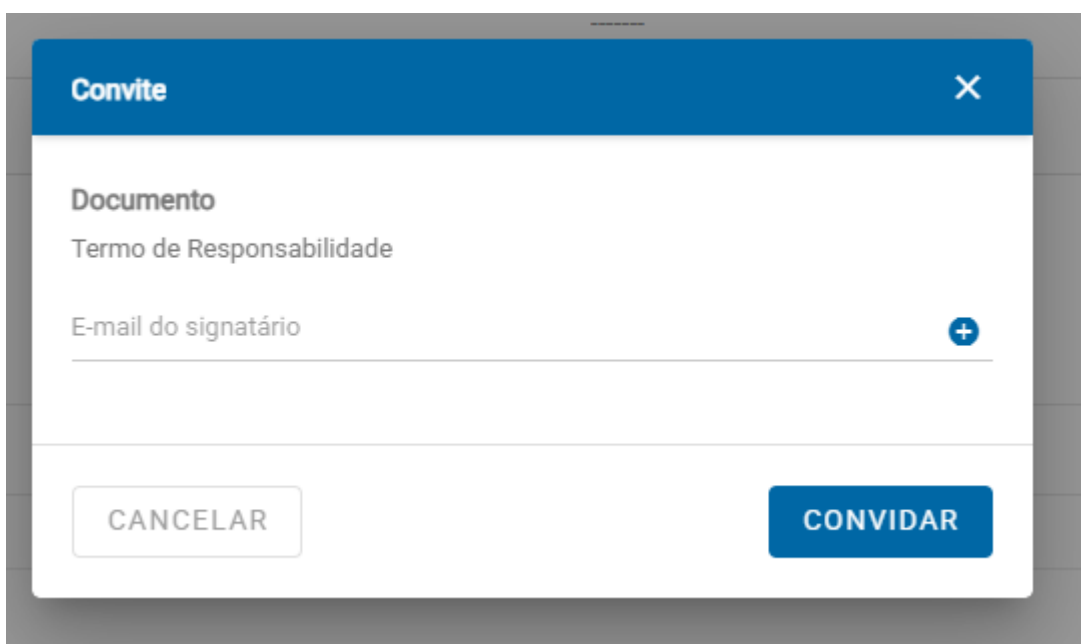 -------
Convite
Documento
Termo de Responsabilidade
E-mail do signatário
CANCELAR
CONVIDAR